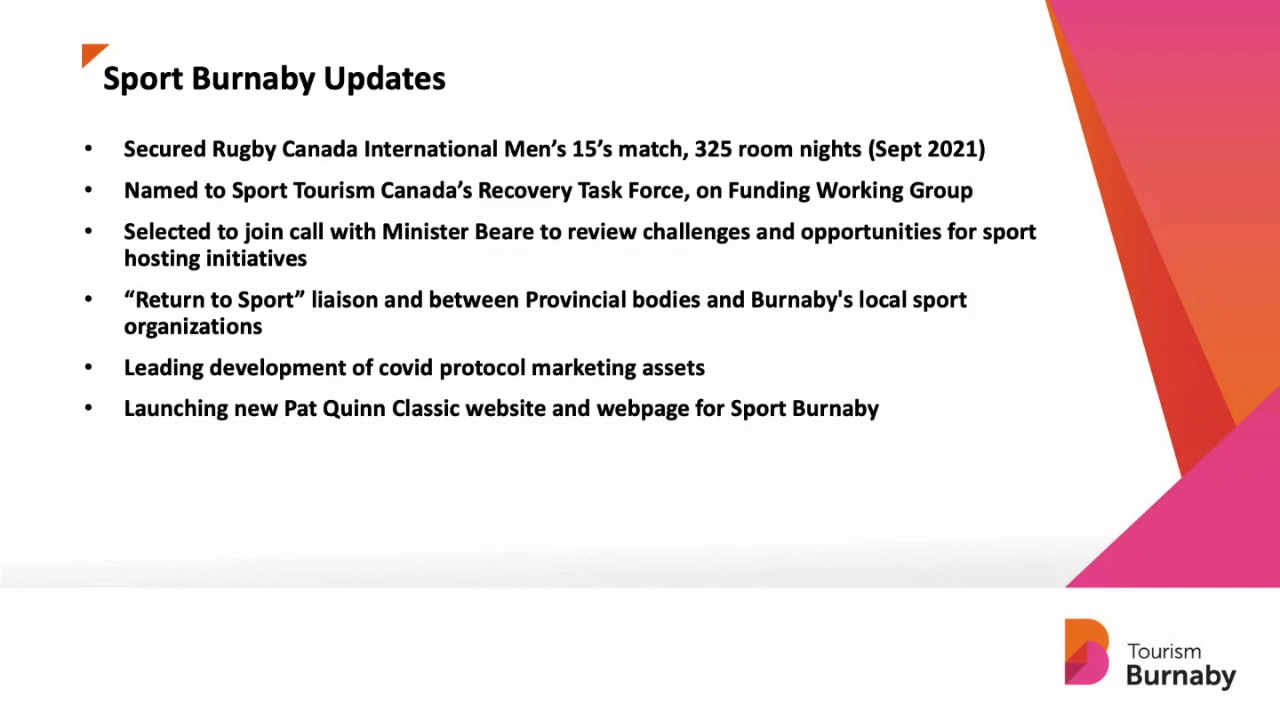 Sport Burnaby Updates
• Secured Rugby Canada International Men’s 15’s match, 325 room nights (Sept 2021)
• Named to Sport Tourism Canada’s Recovery Task Force, on Funding Working Group
• Selected to join call with Minister Beare to review challenges and opportunities for sport
hosting initiatives
• “Return to Sport” liaison and between Provincial bodies and Burnaby's local sport
organizations
• Leading development of covid protocol marketing assets
• Launching new Pat Quinn Classic website and webpage for Sport Burnaby
Tourism
Burnaby